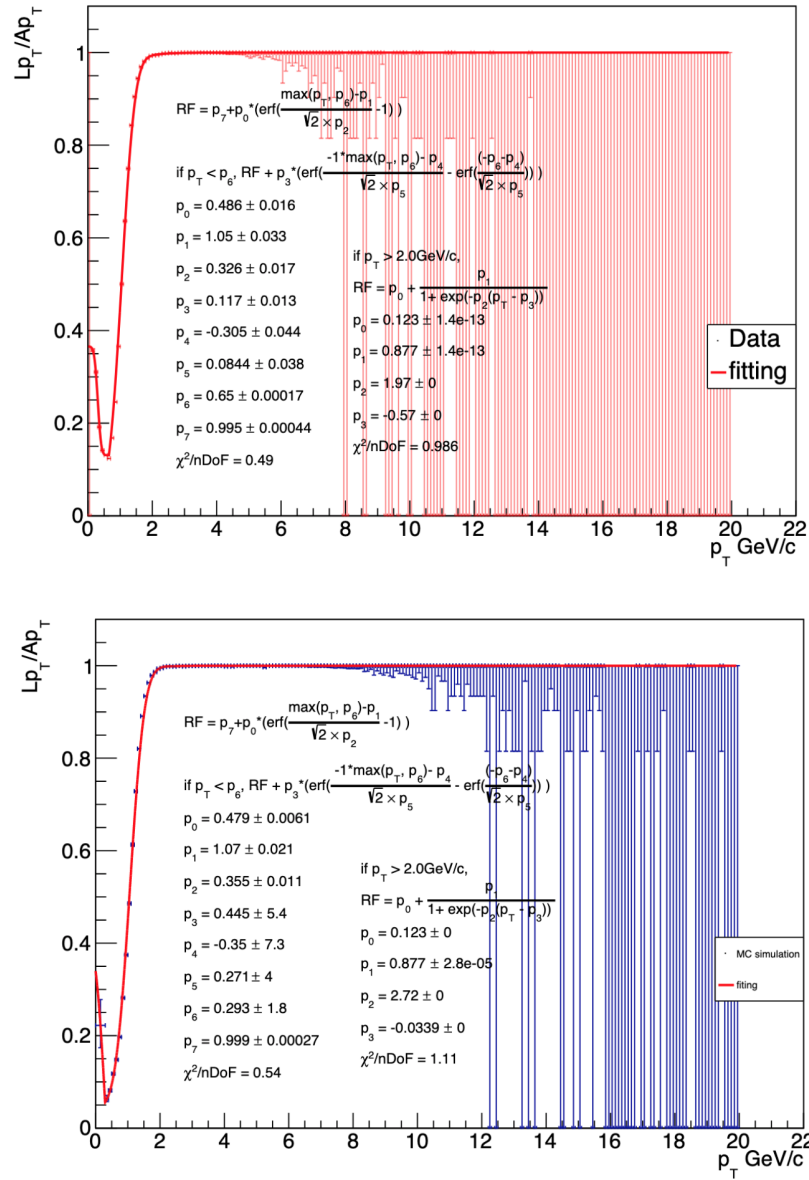 Lp_T/Ap_T
1
0.8
0.6
0.4
0.2
0
RF = p_7+p_0*(erf(max(p_T, p_6)-p_1 / √2 × p_2 -1) )
if p_T < p_6, RF + p_3*(erf(-1*max(p_T, p_6)- p_4 / √2 × p_5 - erf((-p_6-p_4) / √2 × p_5)) )
p_0 = 0.486 ± 0.016
p_1 = 1.05 ± 0.033
p_2 = 0.326 ± 0.017
p_3 = 0.117 ± 0.013
p_4 = -0.305 ± 0.044
p_5 = 0.0844 ± 0.038
p_6 = 0.65 ± 0.00017
p_7 = 0.995 ± 0.00044
χ²/nDoF = 0.49
if p_T > 2.0GeV/c,
RF = p_0 + p_1 / 1+ exp(-p_2(p_T - p_3))
p_0 = 0.123 ± 1.4e-13
p_1 = 0.877 ± 1.4e-13
p_2 = 1.97 ± 0
p_3 = -0.57 ± 0
χ²/nDoF = 0.986
Data
fitting
0 2 4 6 8 10 12 14 16 18 20 22
p_T GeV/c
Lp_T/Ap_T
1
0.8
0.6
0.4
0.2
0
RF = p_7+p_0*(erf(max(p_T, p_6)-p_1 / √2 × p_2 -1) )
if p_T < p_6, RF + p_3*(erf(-1*max(p_T, p_6)- p_4 / √2 × p_5 - erf((-p_6-p_4) / √2 × p_5)) )
p_0 = 0.479 ± 0.0061
p_1 = 1.07 ± 0.021
p_2 = 0.355 ± 0.011
p_3 = 0.445 ± 5.4
p_4 = -0.35 ± 7.3
p_5 = 0.271 ± 4
p_6 = 0.293 ± 1.8
p_7 = 0.999 ± 0.00027
χ²/nDoF = 0.54
if p_T > 2.0GeV/c,
RF = p_0 + p_1 / 1+ exp(-p_2(p_T - p_3))
p_0 = 0.123 ± 0
p_1 = 0.877 ± 2.8e-05
p_2 = 2.72 ± 0
p_3 = -0.0339 ± 0
χ²/nDoF = 1.11
MC simulation
fitting
0 2 4 6 8 10 12 14 16 18 20 22
p_T GeV/c